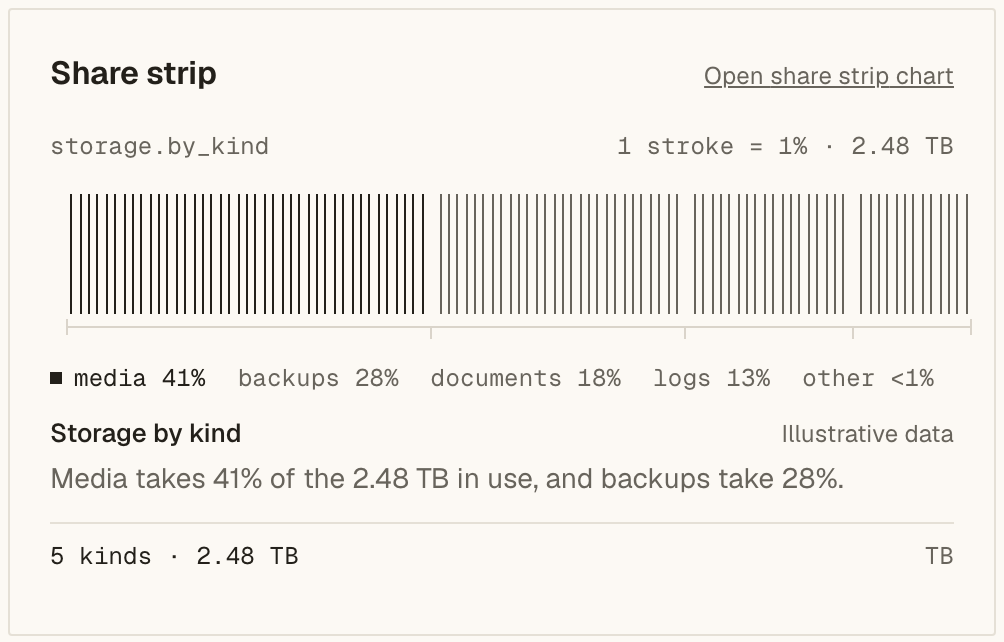 Share strip
Open share strip chart
storage.by_kind
1 stroke = 1% · 2.48 TB
media 41% backups 28% documents 18% logs 13% other <1%
Storage by kind
Illustrative data
Media takes 41% of the 2.48 TB in use, and backups take 28%.
5 kinds · 2.48 TB
TB